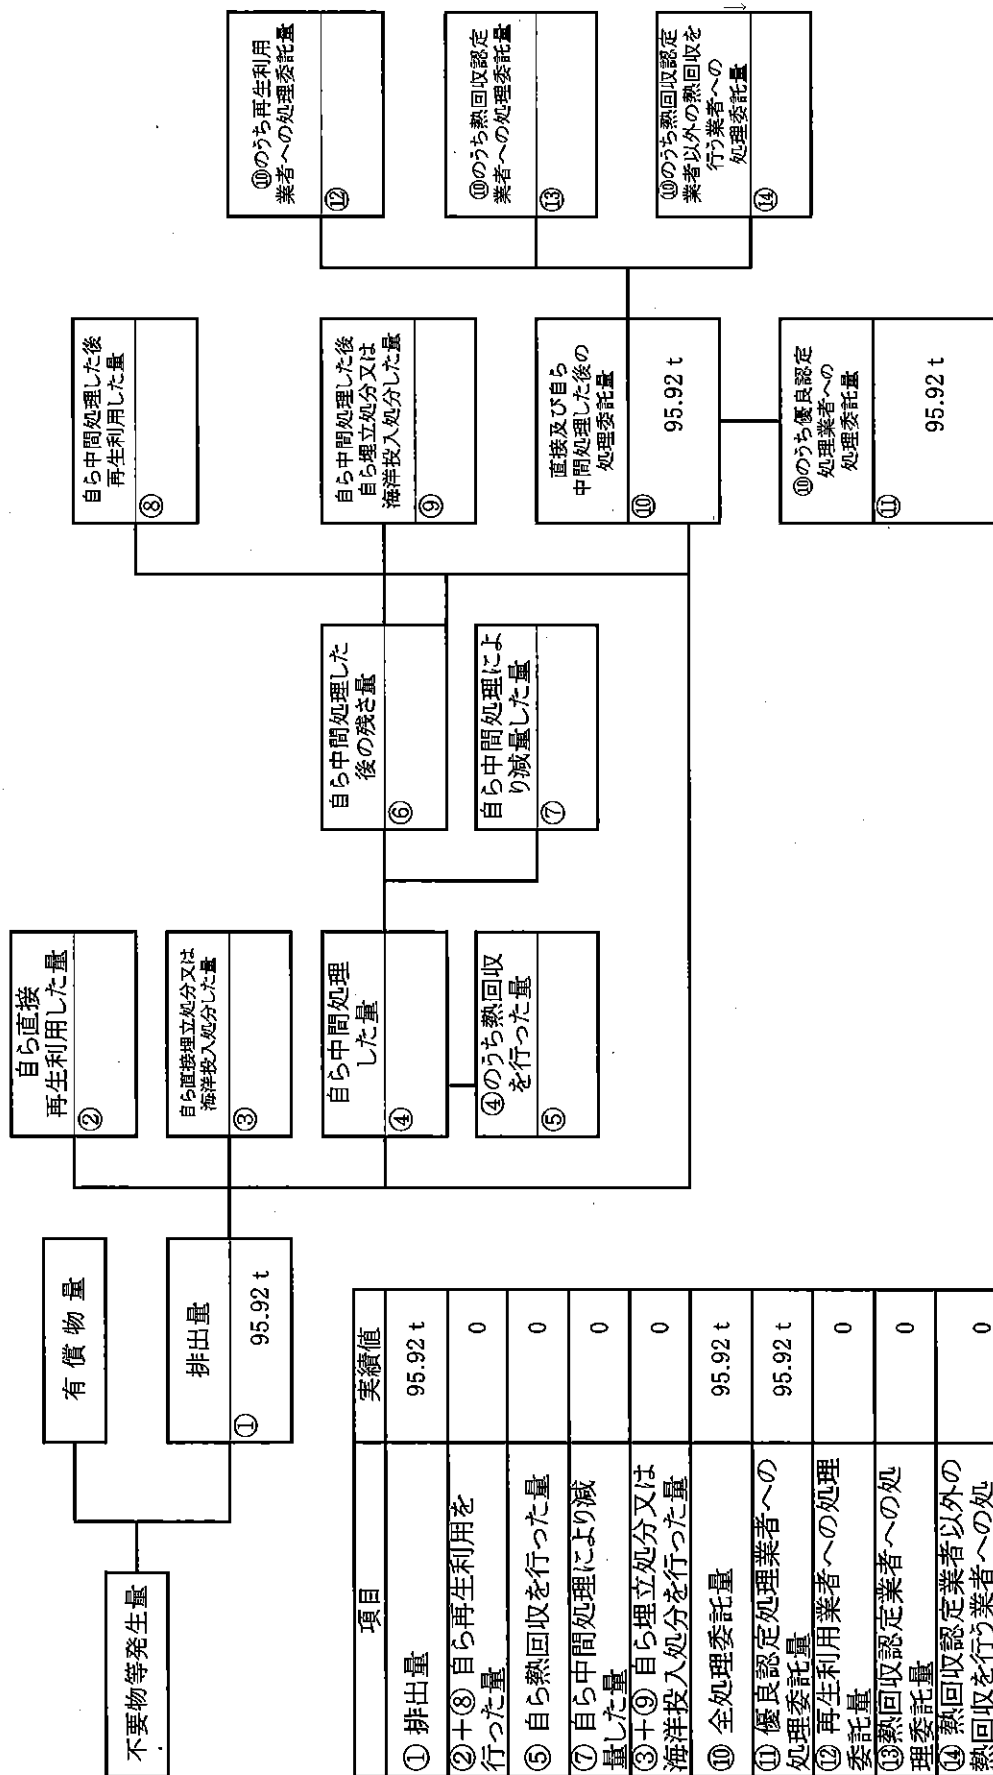 不要物等発生量
有償物量
排出量
①
95.92 t
自ら直接
再生利用した量
②
自ら直接埋立処分又は
海洋投入処分した量
③
自ら中間処理
した量
④
④のうち熱回収
を行った量
⑤
自ら中間処理した
後の残さ量
⑥
自ら中間処理によ
り減量した量
⑦
自ら中間処理した後
再生利用した量
⑧
自ら中間処理した後
自ら埋立処分又は
海洋投入処分した量
⑨
直接及び自ら
中間処理した後の
処理委託量
⑩
95.92 t
⑩のうち優良認定
処理業者への
処理委託量
⑪
95.92 t
⑩のうち再生利用
業者への処理委託量
⑫
⑩のうち熱回収認定
業者への処理委託量
⑬
⑩のうち熱回収認定
業者以外の熱回収を
行う業者への
処理委託量
⑭
項目 実績値
①排出量 95.92 t
②+⑧ 自ら再生利用を
行った量 0
⑤ 自ら熱回収を行った量 0
⑦ 自ら中間処理により減
量した量 0
③+⑨ 自ら埋立処分又は
海洋投入処分を行った量 0
⑩ 全処理委託量 95.92 t
⑪ 優良認定処理業者への
処理委託量 95.92 t
⑫ 再生利用業者への処理
委託量 0
⑬熱回収認定業者への処
理委託量 0
⑭ 熱回収認定業者以外の
熱回収を行う業者への処 0